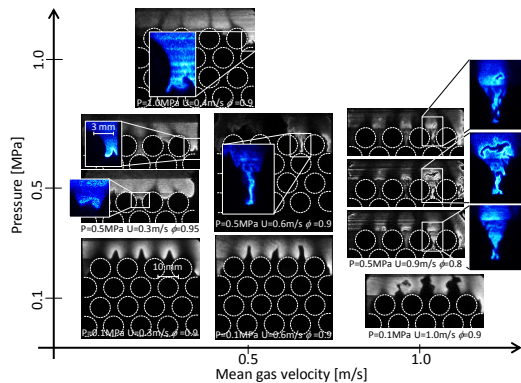 Pressure [MPa]
1.0
0.5
0.1
P=1.0MPa U=0.4m/s ϕ=0.9
3 mm
P=0.5MPa U=0.3m/s ϕ=0.95
P=0.5MPa U=0.6m/s ϕ=0.9
P=0.5MPa U=0.9m/s ϕ=0.8
10 mm
P=0.1MPa U=0.3m/s ϕ=0.9
P=0.1MPa U=0.6m/s ϕ=0.9
P=0.1MPa U=1.0m/s ϕ=0.9
0.5
1.0
Mean gas velocity [m/s]